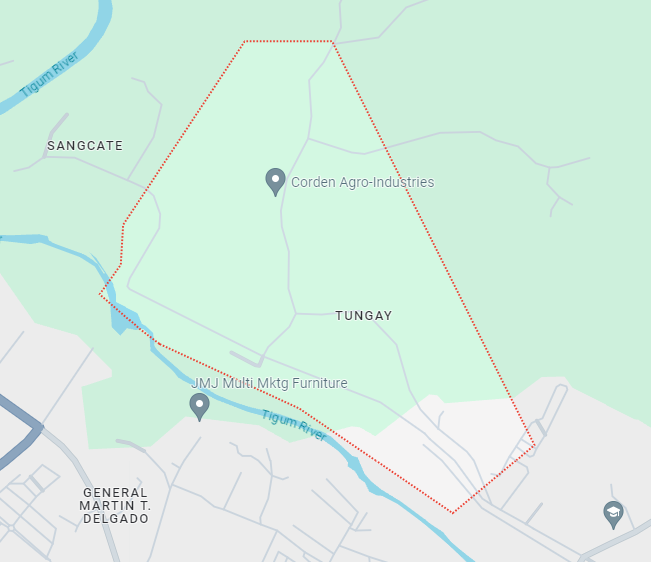 Tigum River
SANGCATE
Corden Agro-Industries
TUNGAY
JMJ Multi Mktg Furniture
Tigum River
GENERAL
MARTIN T.
DELGADO